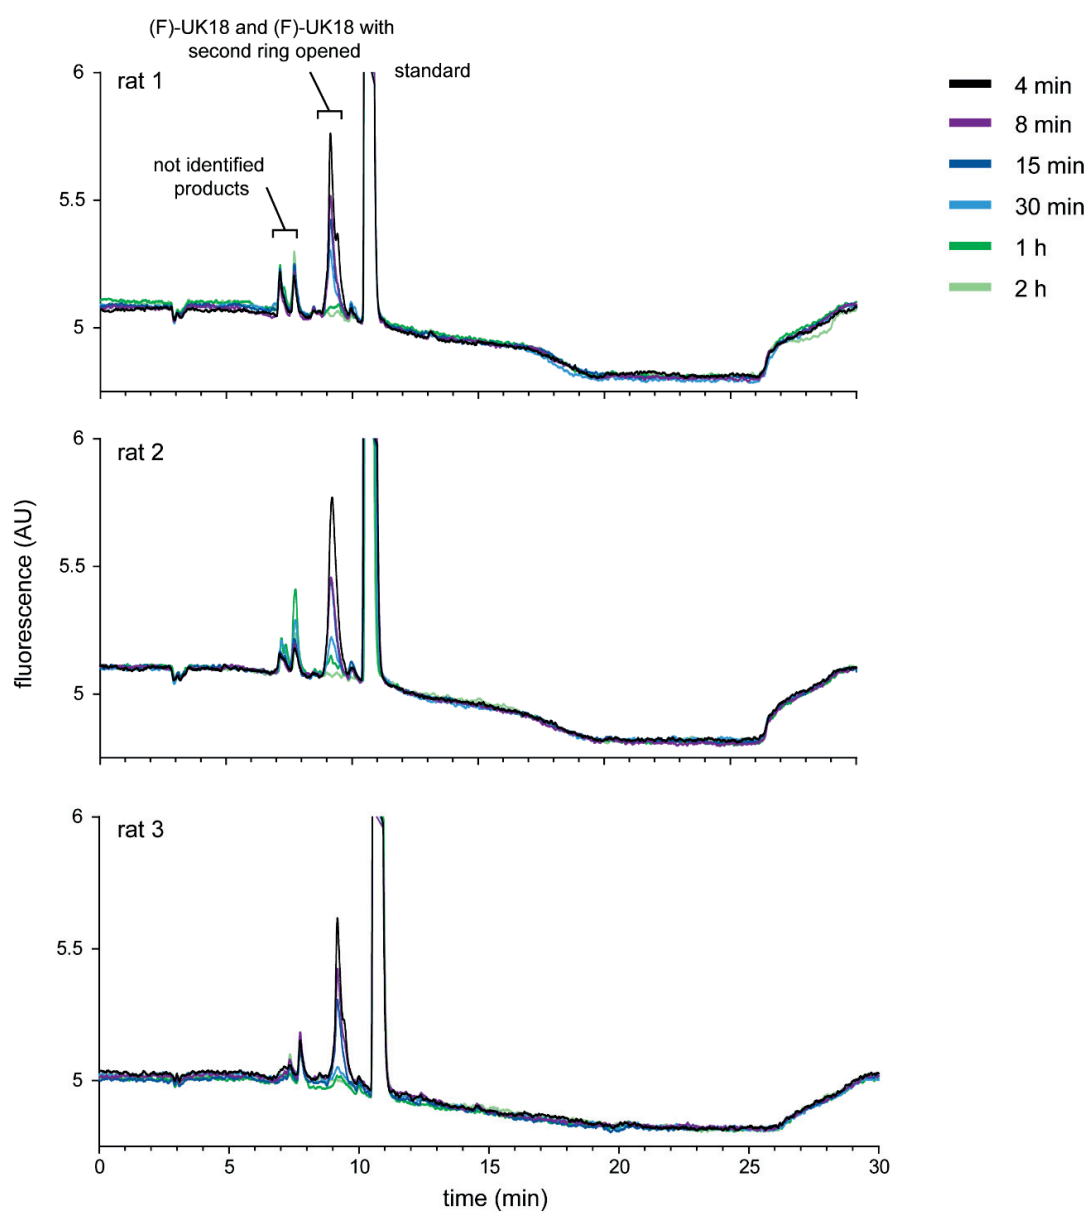 (F)-UK18 and (F)-UK18 with
second ring opened
standard
rat 1
not identified
products
6
5.5
5
4 min
8 min
15 min
30 min
1 h
2 h
rat 2
6
5.5
5
fluorescence (AU)
rat 3
6
5.5
5
0
5
10
15
20
25
30
time (min)